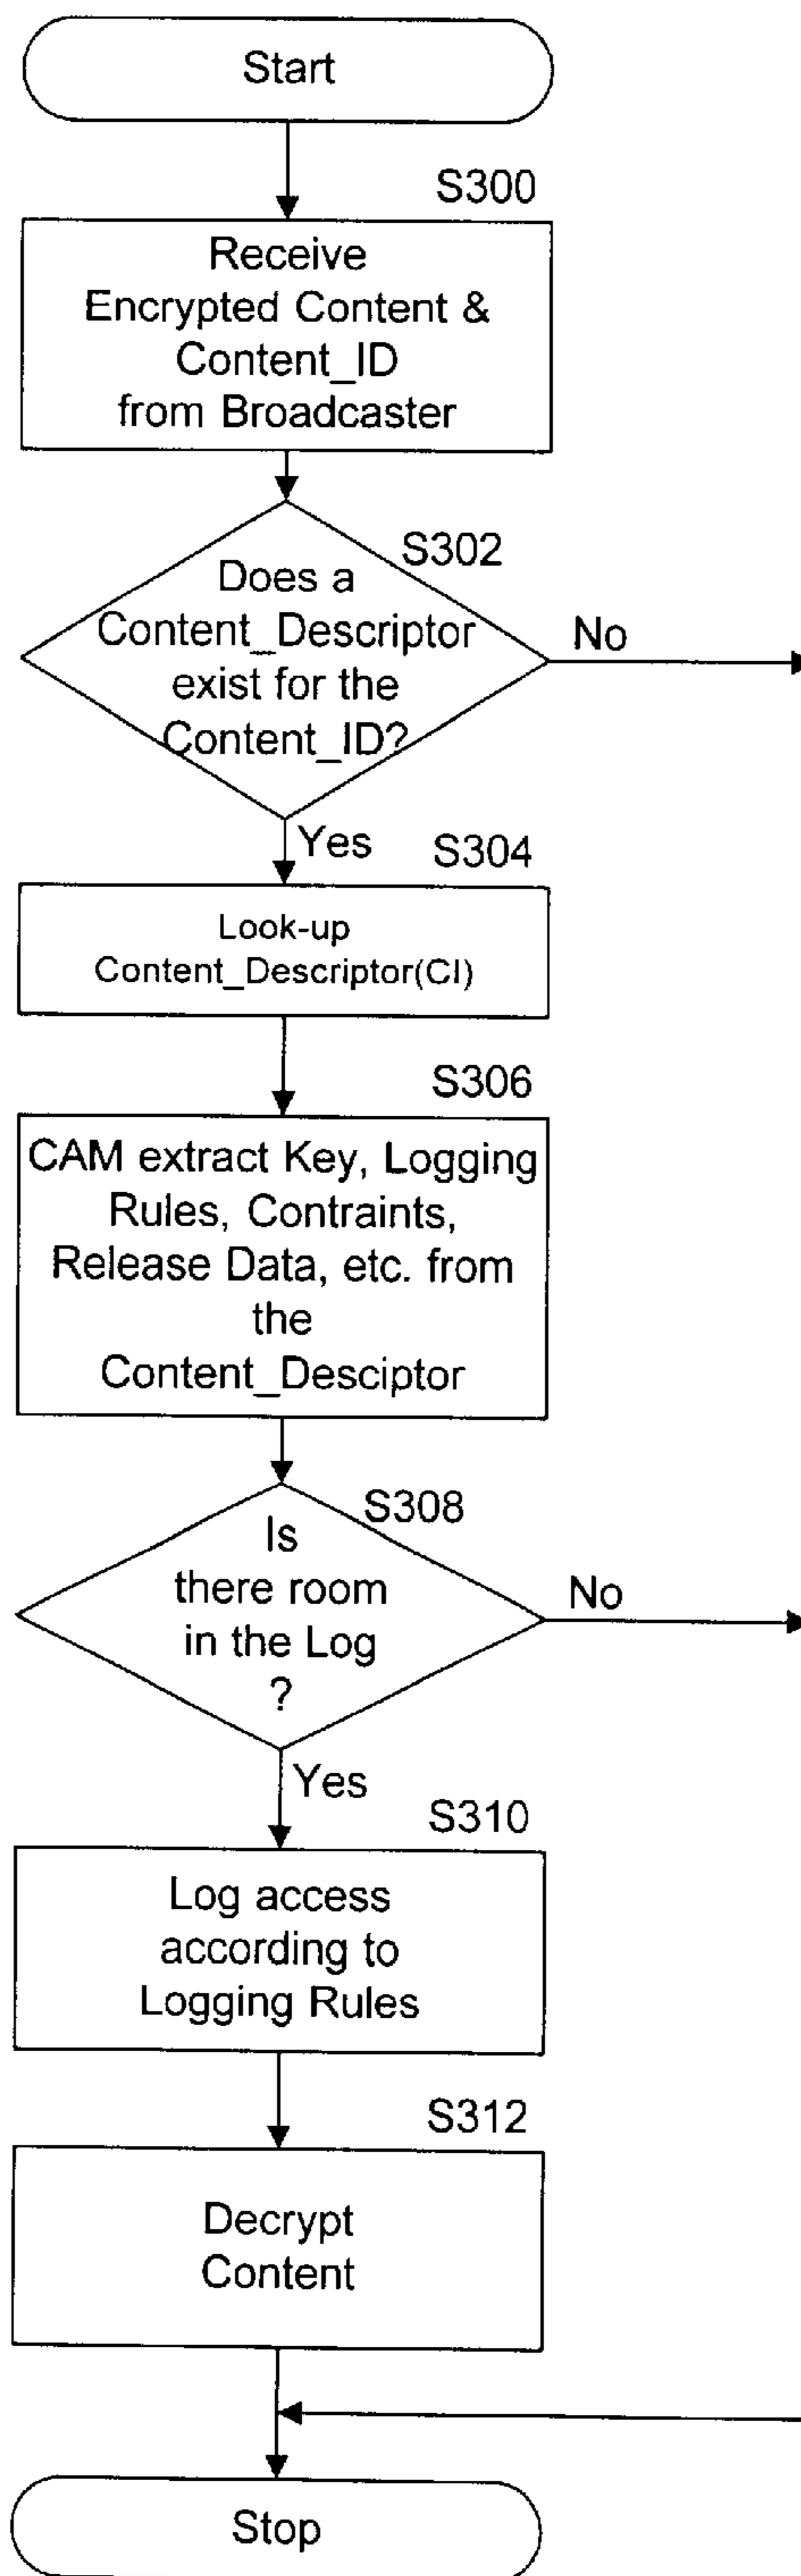 Start
S300
Receive
Encrypted Content &
Content_ID
from Broadcaster
S302
Does a
Content_Descriptor
exist for the
Content_ID?
No
Yes
S304
Look-up
Content_Descriptor(CI)
S306
CAM extract Key, Logging
Rules, Contraints,
Release Data, etc. from
the
Content_Desciptor
S308
Is
there room
in the Log
?
No
Yes
S310
Log access
according to
Logging Rules
S312
Decrypt
Content
Stop